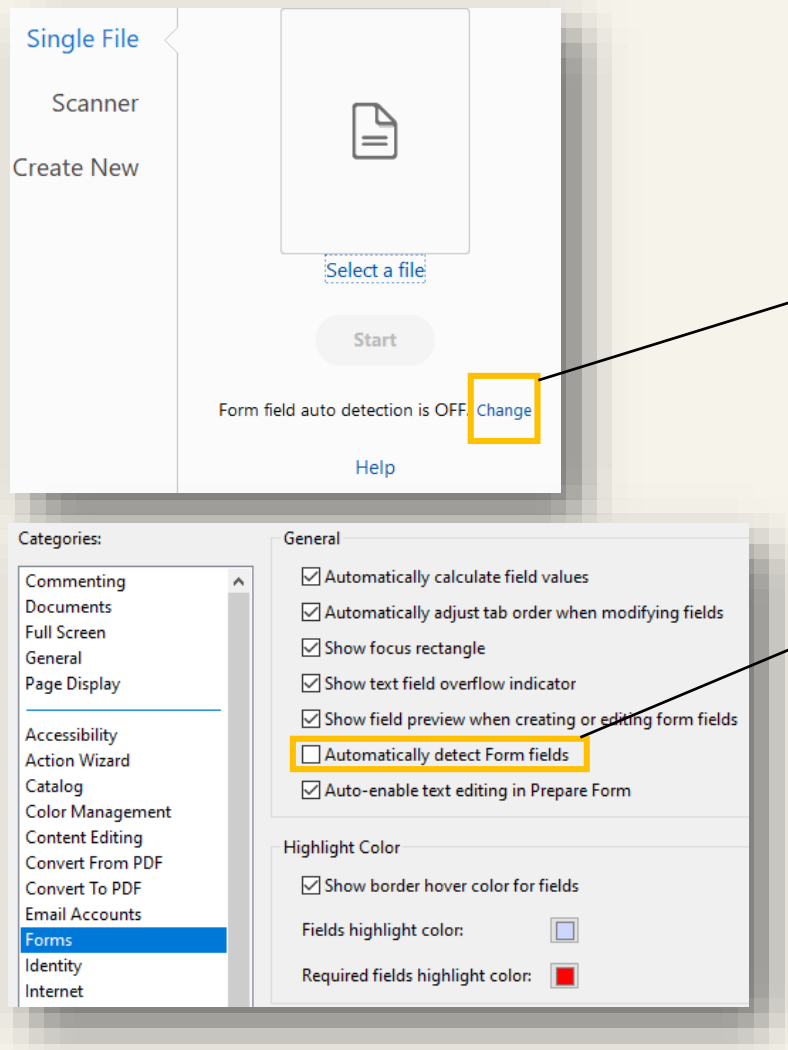 Single File
Scanner
Create New
Select a file
Start
Form field auto detection is OFF. Change
Help
Categories:
Commenting
Documents
Full Screen
General
Page Display
Accessibility
Action Wizard
Catalog
Color Management
Content Editing
Convert From PDF
Convert To PDF
Email Accounts
Forms
Identity
Internet
General
Automatically calculate field values
Automatically adjust tab order when modifying fields
Show focus rectangle
Show text field overflow indicator
Show field preview when creating or editing form fields
Automatically detect Form fields
Auto-enable text editing in Prepare Form
Highlight Color
Show border hover color for fields
Fields highlight color:
Required fields highlight color: